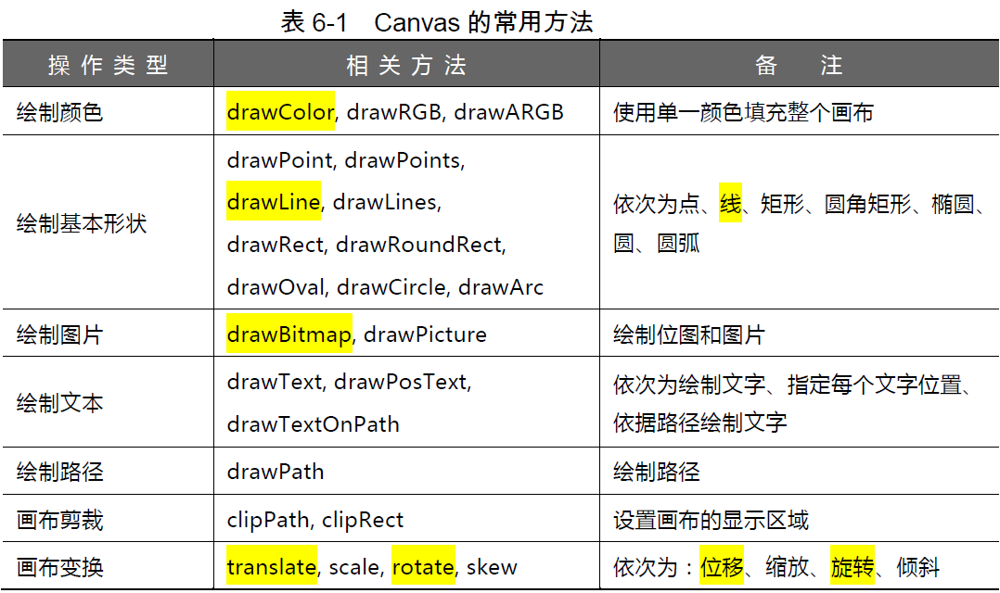 表 6-1 Canvas 的常用方法
操作类型 相关方法 备 注
绘制颜色 drawColor, drawRGB, drawARGB 使用单一颜色填充整个画布
绘制基本形状
drawPoint, drawPoints,
drawLine, drawLines,
drawRect, drawRoundRect,
drawOval, drawCircle, drawArc
依次为点、线、矩形、圆角矩形、椭圆、
圆、圆弧
绘制图片 drawBitmap, drawPicture 绘制位图和图片
绘制文本
drawText, drawPosText,
drawTextOnPath
依次为绘制文字、指定每个文字位置、
依据路径绘制文字
绘制路径 drawPath 绘制路径
画布剪裁 clipPath, clipRect 设置画布的显示区域
画布变换 translate, scale, rotate, skew 依次为：位移、缩放、旋转、倾斜